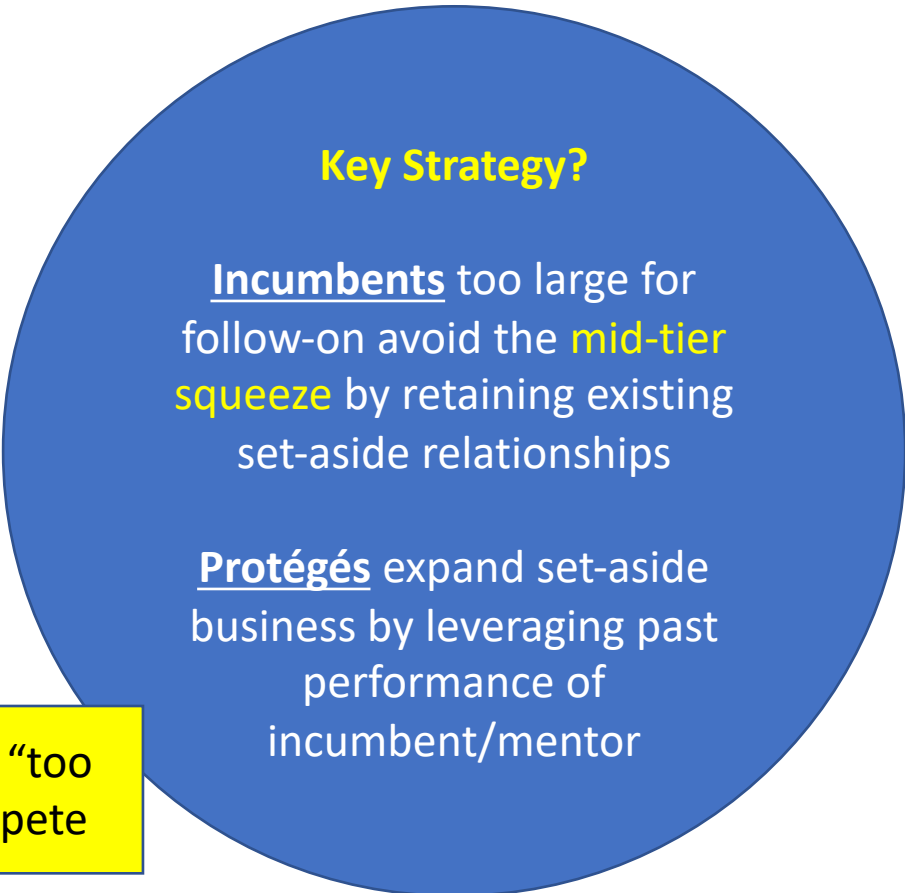 Key Strategy?
Incumbents too large for
follow-on avoid the mid-tier
squeeze by retaining existing
set-aside relationships
Protégés expand set-aside
business by leveraging past
performance of
incumbent/mentor
“too
pete